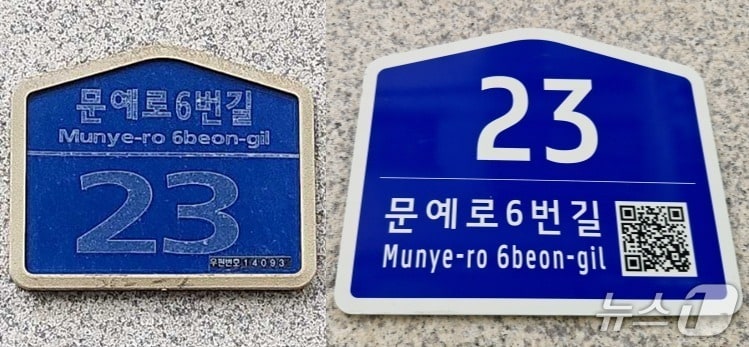 문예로6번길
Munye-ro 6beon-gil
23
우편번호 14093
23
문예로6번길
Munye-ro 6beon-gil
뉴스1